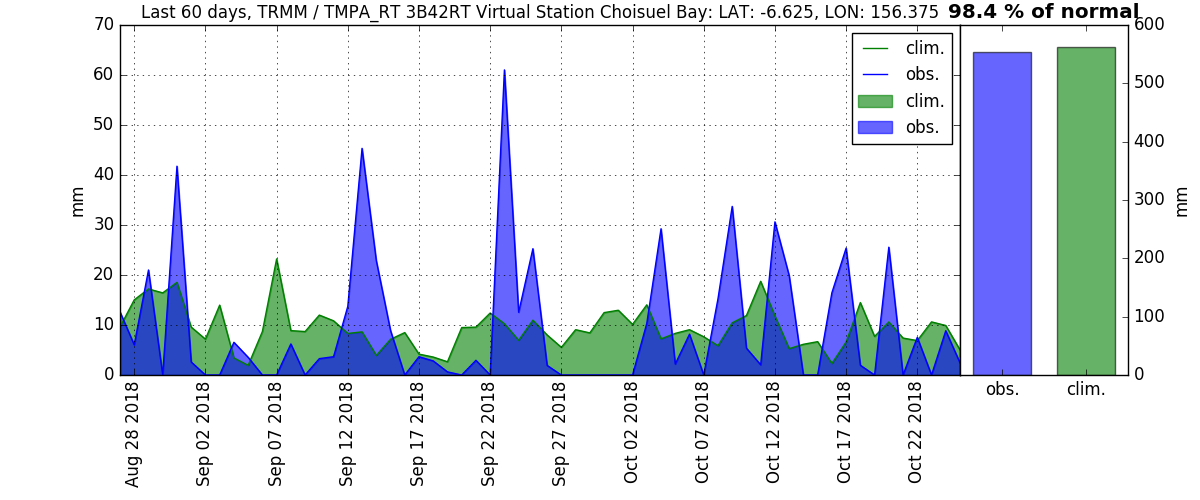 Last 60 days, TRMM / TMPA_RT 3B42RT Virtual Station Choisuel Bay: LAT: -6.625, LON: 156.375 98.4 % of normal
70
60
50
40
30
20
10
0
mm
clim.
obs.
clim.
obs.
Aug 28 2018
Sep 02 2018
Sep 07 2018
Sep 12 2018
Sep 17 2018
Sep 22 2018
Sep 27 2018
Oct 02 2018
Oct 07 2018
Oct 12 2018
Oct 17 2018
Oct 22 2018
600
500
400
300
200
100
0
mm
obs.
clim.